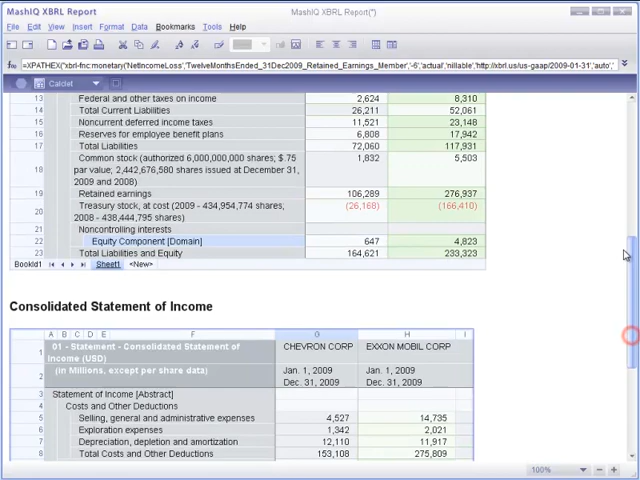 MashIQ XBRL Report
MashIQ XBRL Report(*)
File Edit View Insert Format Data Bookmarks Tools Help
fx =XPATHEX("xbrl-fnc:monetary('NetIncomeLoss','TwelveMonthsEnded_31Dec2009_Retained_Earnings_Member',-6,'actual','nillable','http://xbrl.us/us-gaap/2009-01-31','auto','
Calclet
13 Federal and other taxes on income 2,624 8,310
14 Total Current Liabilities 26,211 52,061
15 Noncurrent deferred income taxes 11,521 23,148
16 Reserves for employee benefit plans 6,808 17,942
17 Total Liabilities 72,060 117,931
Common stock (authorized 6,000,000,000 shares; $.75 1,832 5,503
18 par value; 2,442,676,580 shares issued at December 31,
2009 and 2008)
19 Retained earnings 106,289 276,937
Treasury stock, at cost (2009 - 434,954,774 shares; (26,168) (166,410)
20 2008 - 438,444,795 shares)
21 Noncontrolling interests
22 Equity Component [Domain] 647 4,823
23 Total Liabilities and Equity 164,621 233,323
BookId1 Sheet1 <New>
Consolidated Statement of Income
A B C D E F G H I
01 - Statement - Consolidated Statement of CHEVRON CORP EXXON MOBIL CORP
1 Income (USD)
(in Millions, except per share data) Jan. 1, 2009 Jan. 1, 2009
2 Dec. 31, 2009 Dec. 31, 2009
3 Statement of Income [Abstract]
4 Costs and Other Deductions
5 Selling, general and administrative expenses 4,527 14,735
6 Exploration expenses 1,342 2,021
7 Depreciation, depletion and amortization 12,110 11,917
8 Total Costs and Other Deductions 153,108 275,809
100%